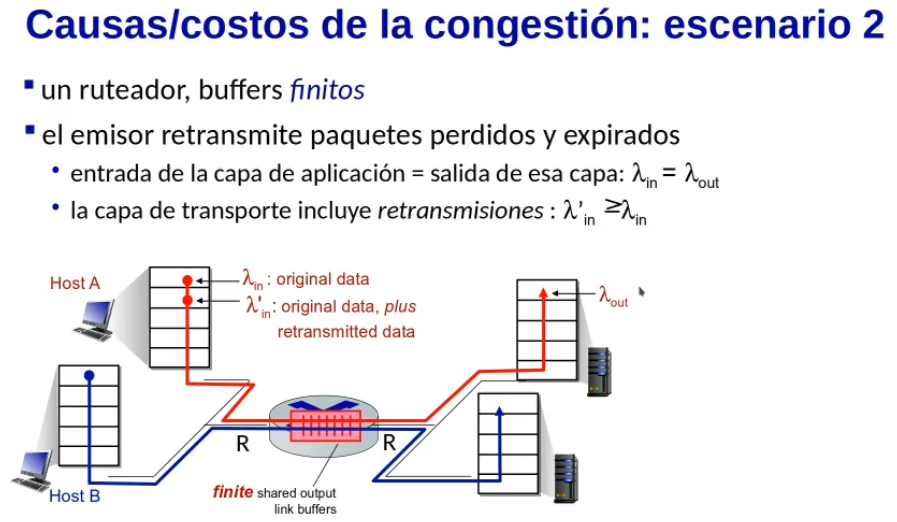 Causas/costos de la congestión: escenario 2
un ruteador, buffers finitos
el emisor retransmite paquetes perdidos y expirados
entrada de la capa de aplicación = salida de esa capa: λin = λout
la capa de transporte incluye retransmisiones : λ'in ≥λin
Host A
λin : original data
λ'in: original data, plus
retransmitted data
λout
R
R
Host B
finite shared output
link buffers